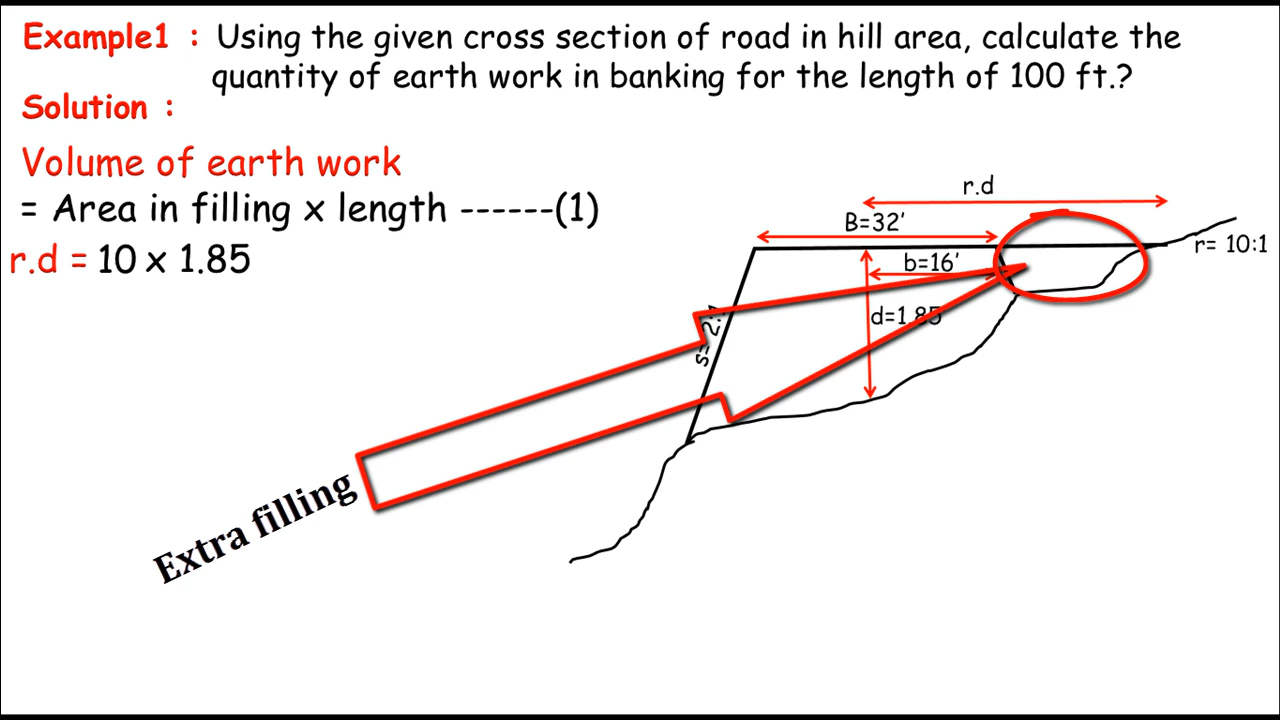 Example1 : Using the given cross section of road in hill area, calculate the
quantity of earth work in banking for the length of 100 ft.?
Solution :
Volume of earth work
= Area in filling x length ------(1)
r.d = 10 x 1.85
r.d
B=32'
r= 10:1
b=16'
d=1.85'
Extra filling